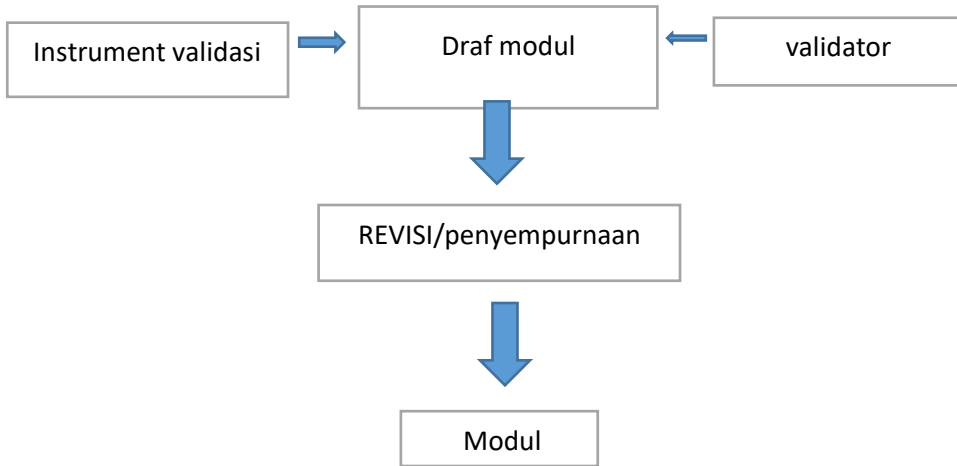 Instrument validasi
Draf modul
validator
REVISI/penyempurnaan
Modul